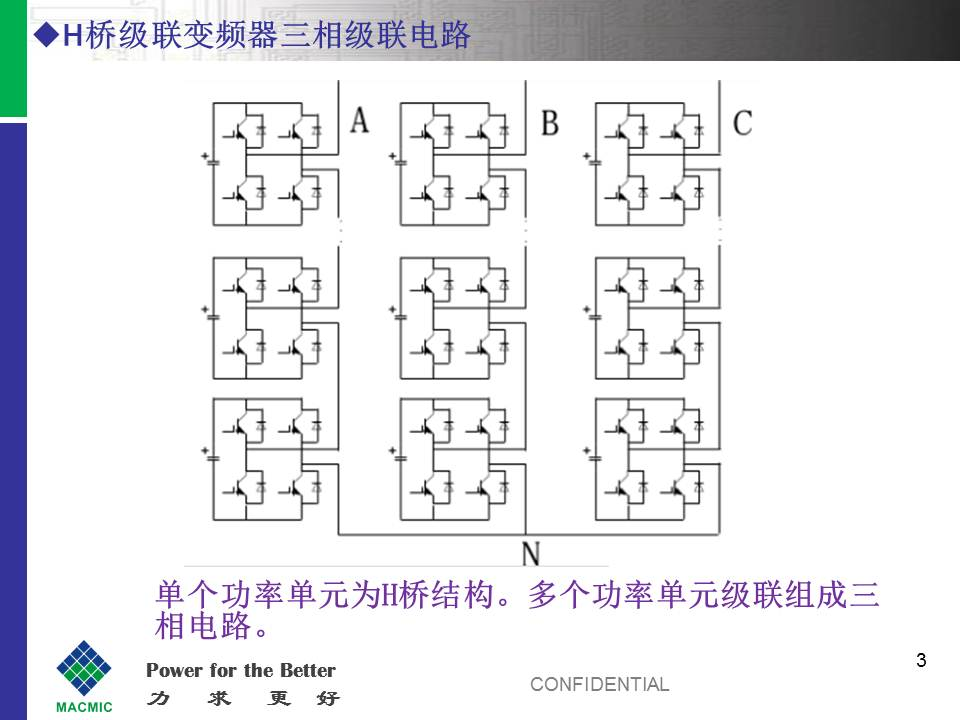 ◆H桥级联变频器三相级联电路
A B C
+ + +
+ + +
+ + +
N
单个功率单元为H桥结构。多个功率单元级联组成三
相电路。
Power for the Better
力 求 更 好
MACMIC
CONFIDENTIAL
3